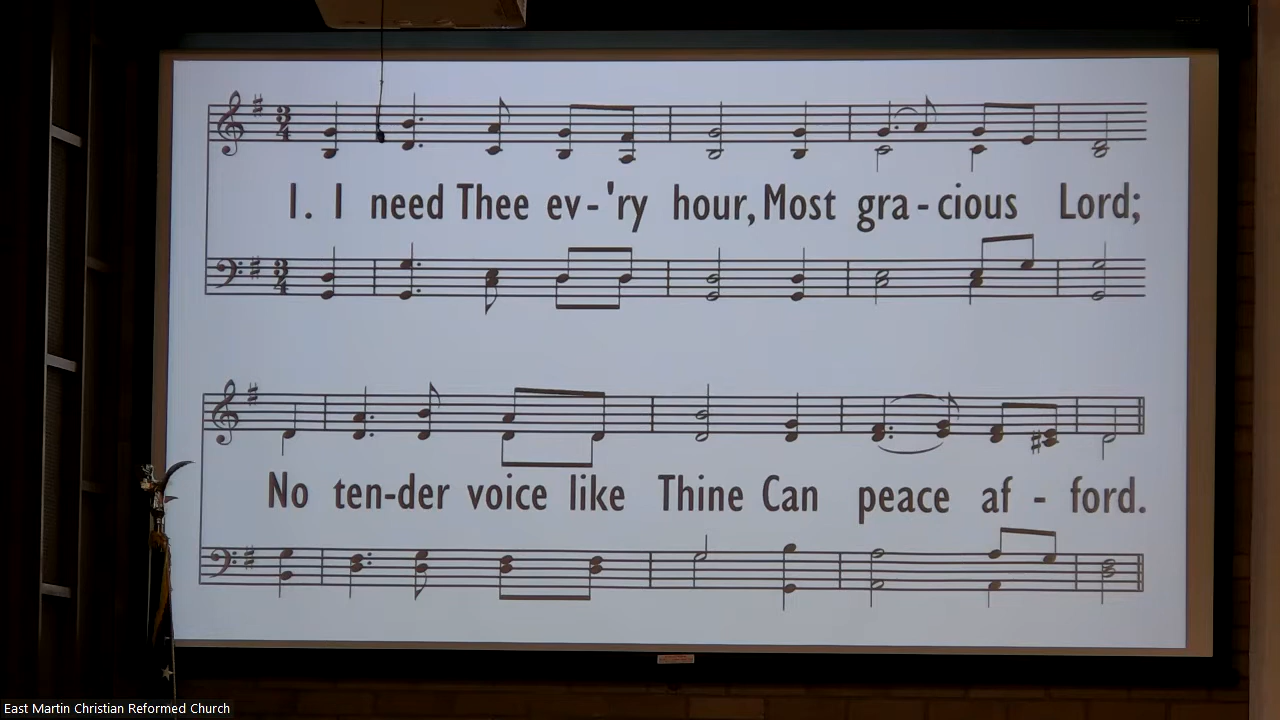 1. I need Thee ev-'ry hour, Most gra-cious Lord;
No ten-der voice like Thine Can peace af - ford.
East Martin Christian Reformed Church